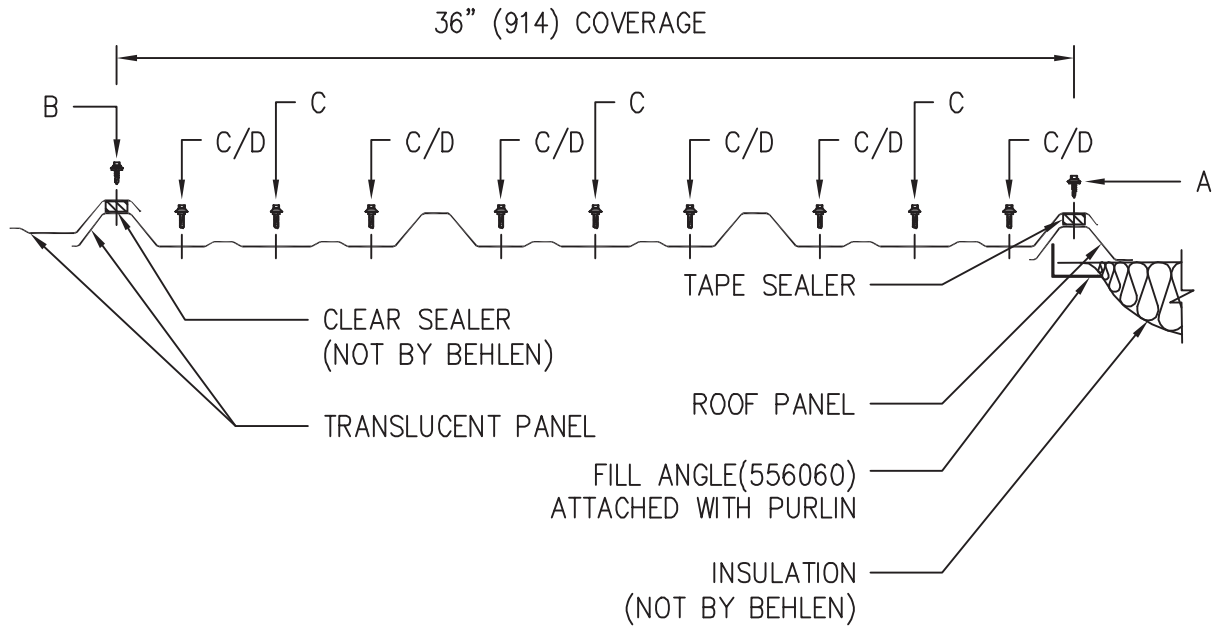 36” (914) COVERAGE
B
C
C
C
C/D
C/D
C/D
C/D
C/D
C/D
A
TAPE SEALER
CLEAR SEALER
(NOT BY BEHLEN)
ROOF PANEL
TRANSLUCENT PANEL
FILL ANGLE(556060)
ATTACHED WITH PURLIN
INSULATION
(NOT BY BEHLEN)